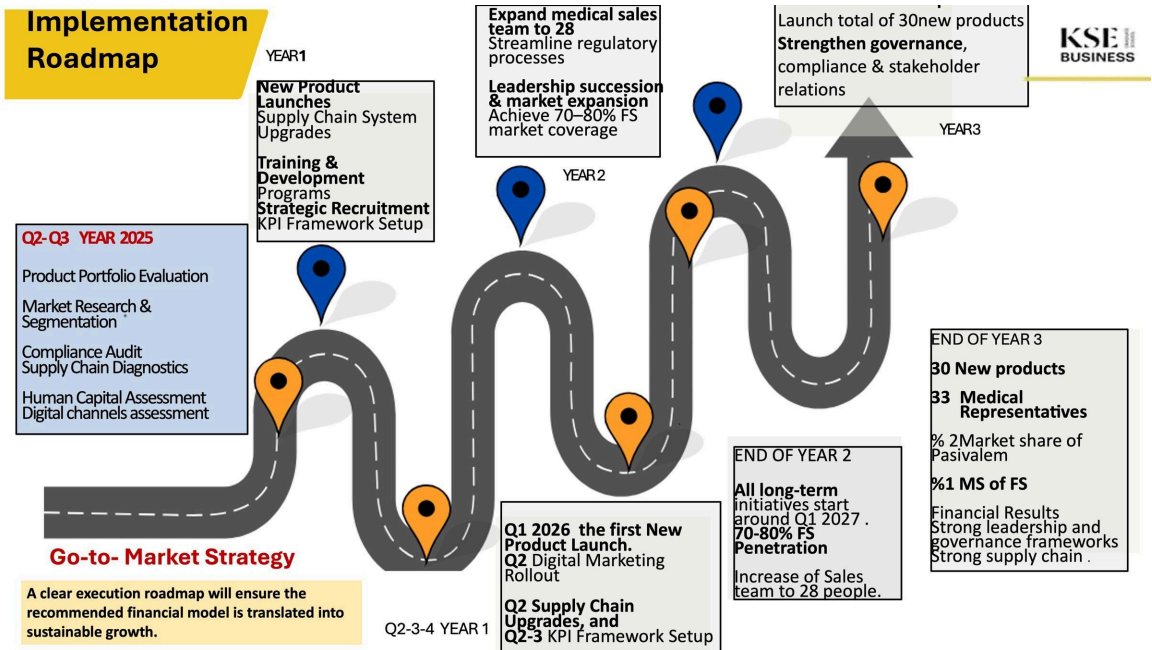 Implementation
Roadmap
YEAR1
New Product
Launches
Supply Chain System
Upgrades
Training &
Development
Programs
Strategic Recruitment
KPI Framework Setup
Expand medical sales
team to 28
Streamline regulatory
processes
Leadership succession
& market expansion
Achieve 70–80% FS
market coverage
YEAR 2
Launch total of 30new products
Strengthen governance,
compliance & stakeholder
relations
YEAR3
KSE
BUSINESS
Q2-Q3 YEAR 2025
Product Portfolio Evaluation
Market Research &
Segmentation
Compliance Audit
Supply Chain Diagnostics
Human Capital Assessment
Digital channels assessment
Go-to- Market Strategy
A clear execution roadmap will ensure the
recommended financial model is translated into
sustainable growth.
Q2-3-4 YEAR 1
Q1 2026 the first New
Product Launch.
Q2 Digital Marketing
Rollout
Q2 Supply Chain
Upgrades, and
Q2-3 KPI Framework Setup
END OF YEAR 2
All long-term
initiatives start
around Q1 2027 .
70-80% FS
Penetration
Increase of Sales
team to 28 people.
END OF YEAR 3
30 New products
33 Medical
Representatives
% 2Market share of
Pasivalem
%1 MS of FS
Financial Results
Strong leadership and
governance frameworks
Strong supply chain .